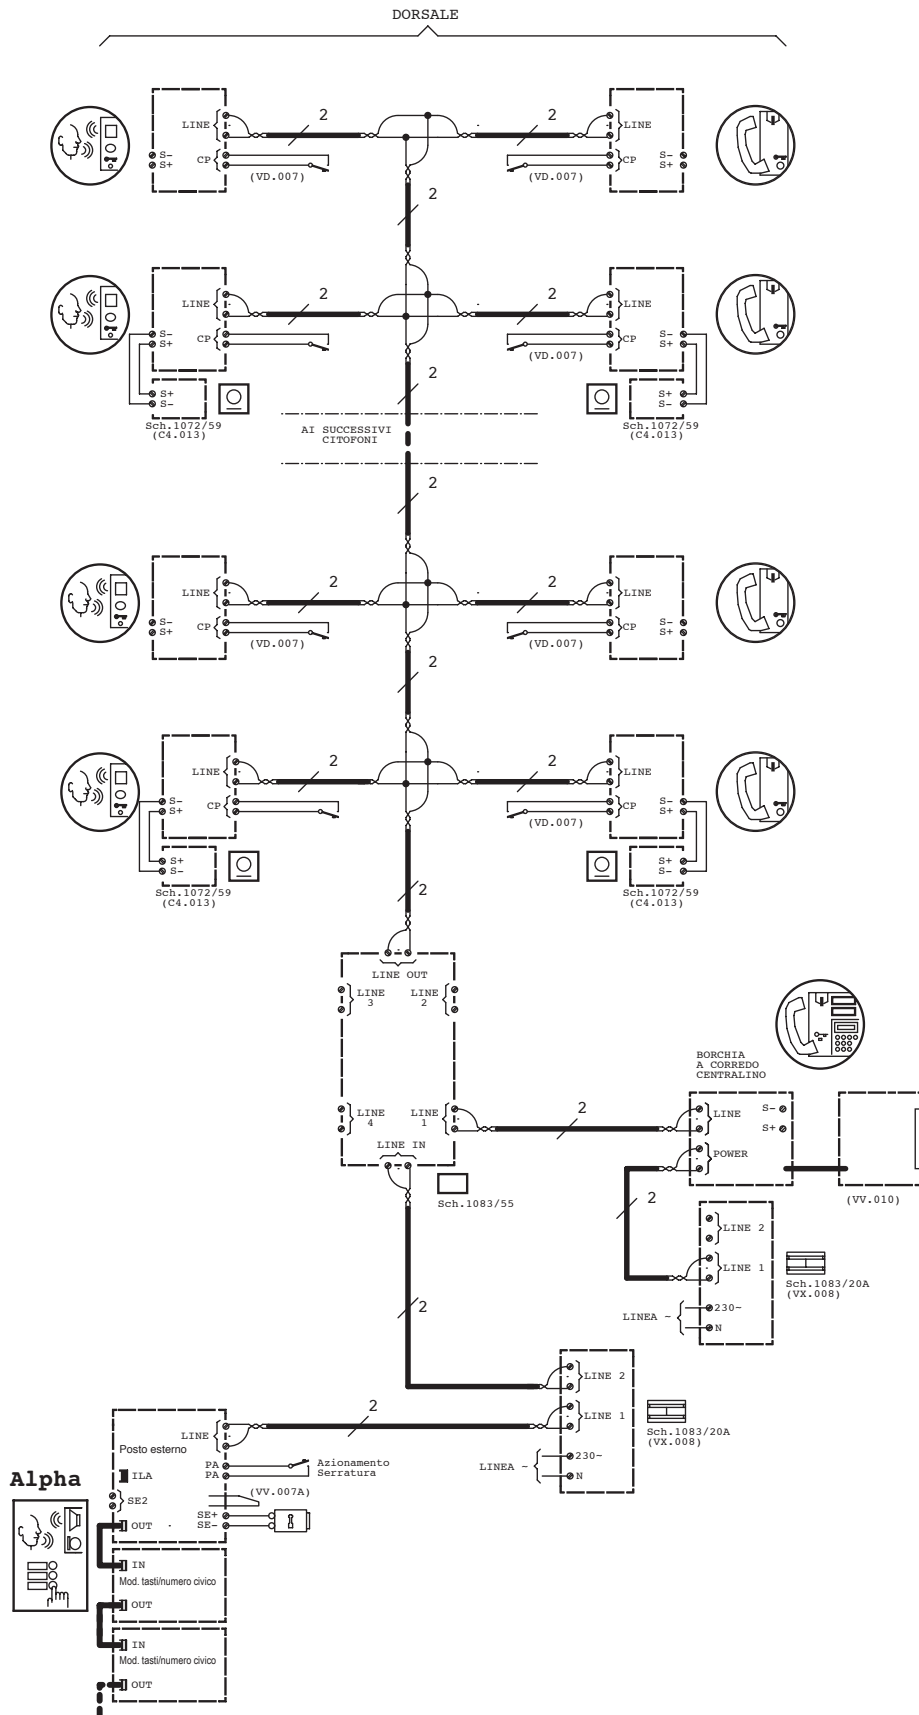 DORSALE
2
2
LINE
LINE
S-
S+
CP
CP
S-
S+
(VD.007)
(VD.007)
2
2
2
LINE
LINE
S-
S+
CP
CP
S-
S+
(VD.007)
2
S+
S-
S+
S-
Sch.1072/59
(C4.013)
Sch.1072/59
(C4.013)
AI SUCCESSIVI
CITOFONI
2
2
2
LINE
LINE
S-
S+
CP
CP
S-
S+
(VD.007)
(VD.007)
2
2
2
LINE
LINE
S-
S+
CP
CP
S-
S+
(VD.007)
S+
S-
S+
S-
2
Sch.1072/59
(C4.013)
Sch.1072/59
(C4.013)
LINE OUT
LINE
3
LINE
2
BORCHIA
A CORREDO
CENTRALINO
LINE
4
LINE
1
2
LINE
S-
S+
LINE IN
POWER
Sch.1083/55
2
(VV.010)
LINE 2
LINE 1
Sch.1083/20A
(VX.008)
2
LINEA ~
230~
N
LINE 2
LINE 1
2
Sch.1083/20A
(VX.008)
LINEA ~
230~
N
LINE
Posto esterno
PA
PA
Azionamento
Serratura
Alpha
ILA
(VV.007A)
SE2
SE+
SE-
OUT
IN
Mod. tasti/numero civico
OUT
IN
Mod. tasti/numero civico
OUT